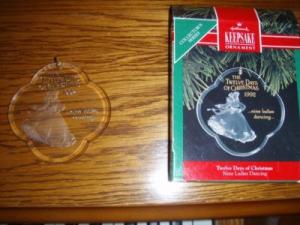 Hallmark
KEEPSAKE
ORNAMENT
COLLECTOR'S
SERIES
THE
TWELVE DAYS
OF CHRISTMAS
1992
...nine ladies
dancing...
Twelve Days of Christmas
Nine Ladies Dancing